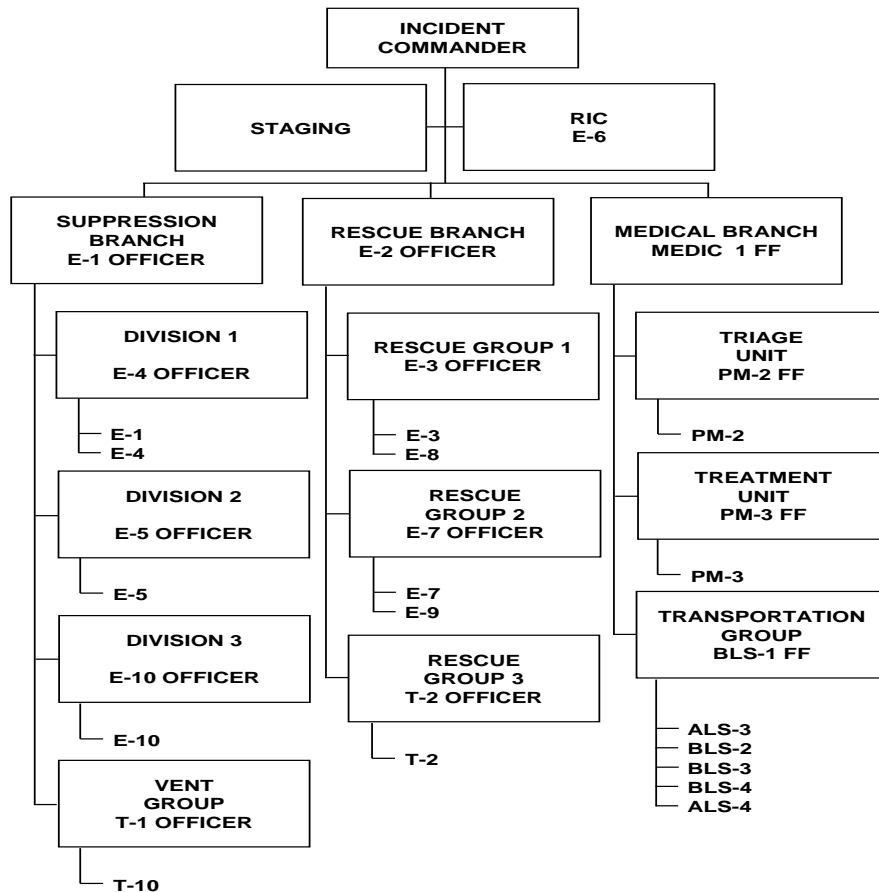 INCIDENT
COMMANDER
STAGING
RIC
E-6
SUPPRESSION
BRANCH
E-1 OFFICER
RESCUE BRANCH
E-2 OFFICER
MEDICAL BRANCH
MEDIC 1 FF
DIVISION 1
E-4 OFFICER
E-1
E-4
DIVISION 2
E-5 OFFICER
E-5
DIVISION 3
E-10 OFFICER
E-10
VENT
GROUP
T-1 OFFICER
T-10
RESCUE GROUP 1
E-3 OFFICER
E-3
E-8
RESCUE
GROUP 2
E-7 OFFICER
E-7
E-9
RESCUE
GROUP 3
T-2 OFFICER
T-2
TRIAGE
UNIT
PM-2 FF
PM-2
TREATMENT
UNIT
PM-3 FF
PM-3
TRANSPORTATION
GROUP
BLS-1 FF
ALS-3
BLS-2
BLS-3
BLS-4
ALS-4